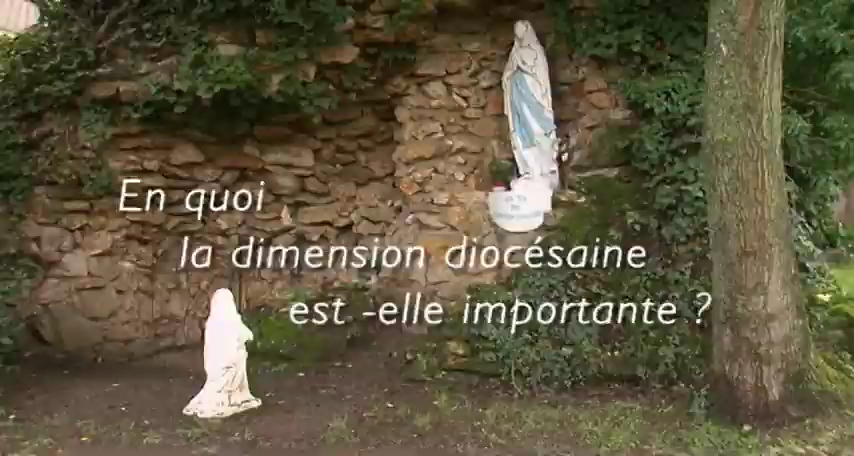 En quoi
la dimension diocésaine
est -elle importante ?